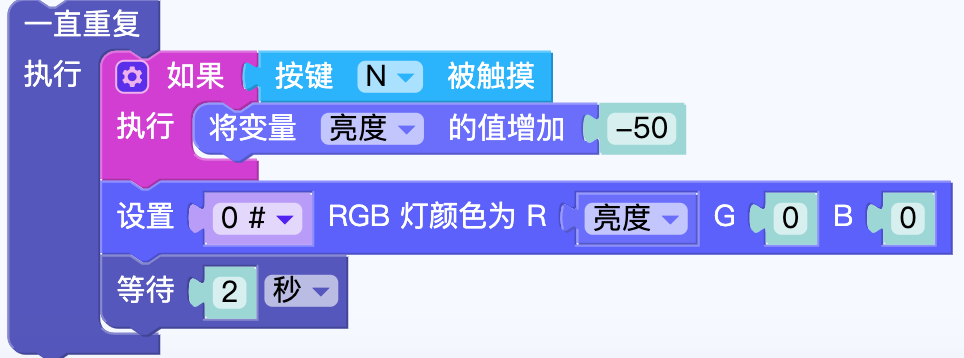 一直重复
执行 如果 按键 N 被触摸
执行 将变量 亮度 的值增加 -50
设置 0 # RGB 灯颜色为 R 亮度 G 0 B 0
等待 2 秒